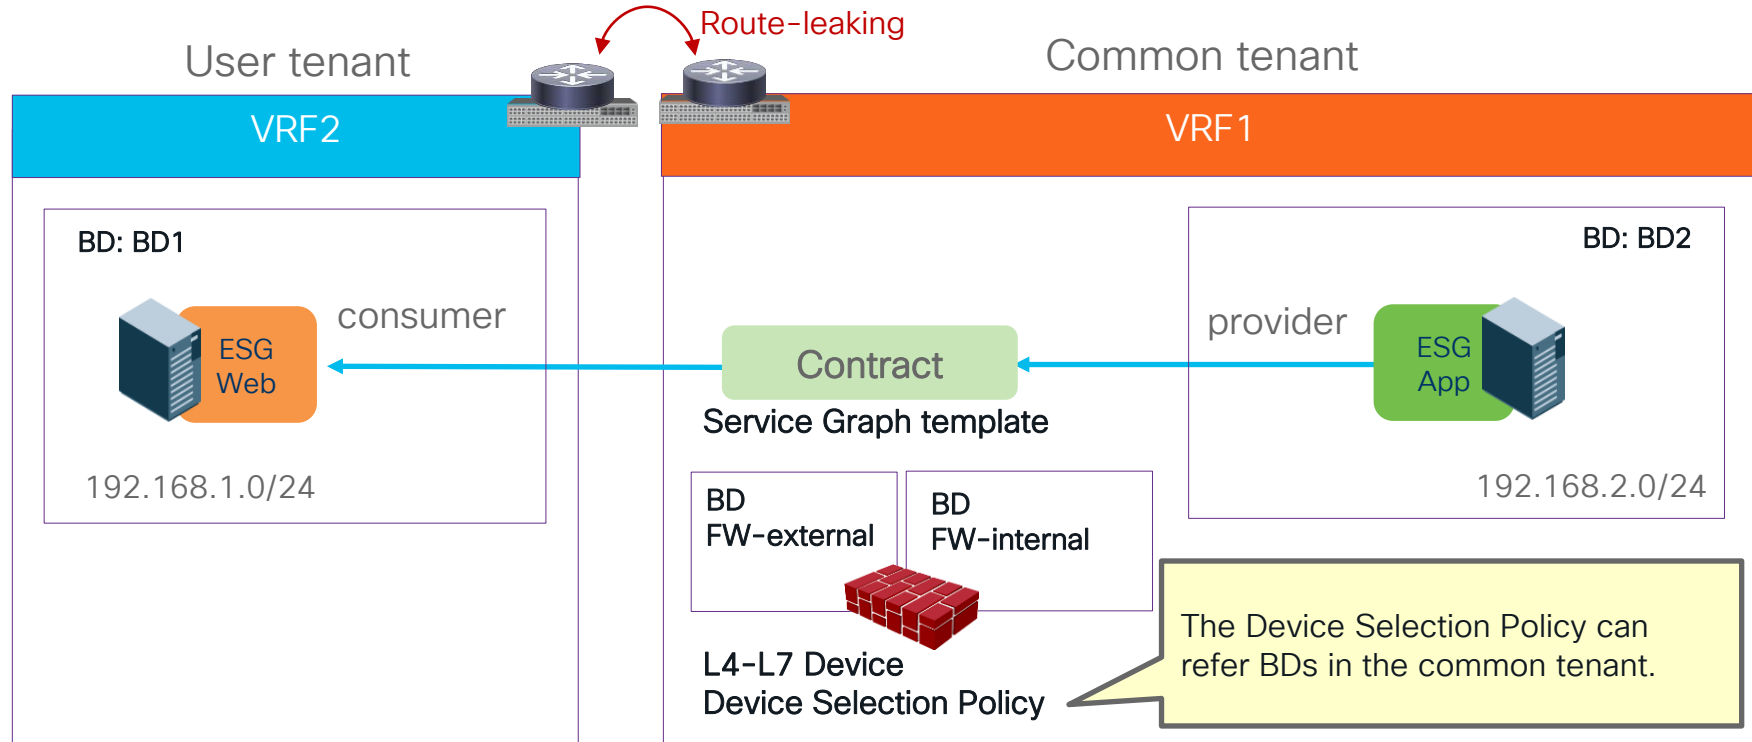 Route-leaking
User tenant
Common tenant
VRF2
VRF1
BD: BD1
BD: BD2
consumer
provider
ESG
Web
Contract
ESG
App
Service Graph template
192.168.1.0/24
192.168.2.0/24
BD
FW-external
BD
FW-internal
L4-L7 Device
Device Selection Policy
The Device Selection Policy can
refer BDs in the common tenant.